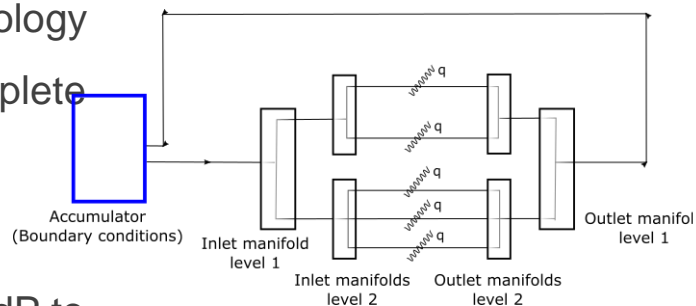 ology
plete
q
q
q
q
q
Accumulator
(Boundary conditions)
Inlet manifold
level 1
Outlet manifol
level 1
Inlet manifolds
level 2
Outlet manifolds
level 2
dP to